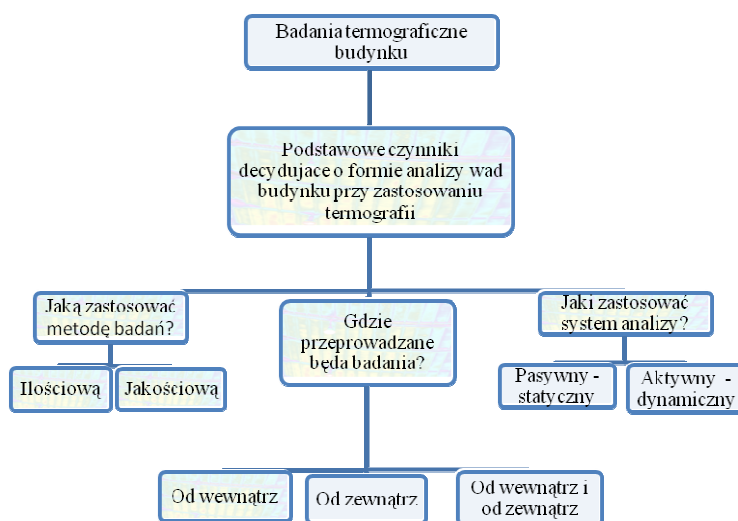 Badania termograficzne
budynku
Podstawowe czynniki
decydujace o formie analizy wad
budynku przy zastosowaniu
termografii
Jaką zastosować
metodę badań?
Gdzie
przeprowadzane
będa badania?
Jaki zastosować
system analizy?
Ilościową
Jakościową
Pasywny -
statyczny
Aktywny -
dynamiczny
Od wewnątrz
Od zewnątrz
Od wewnątrz i
od zewnątrz